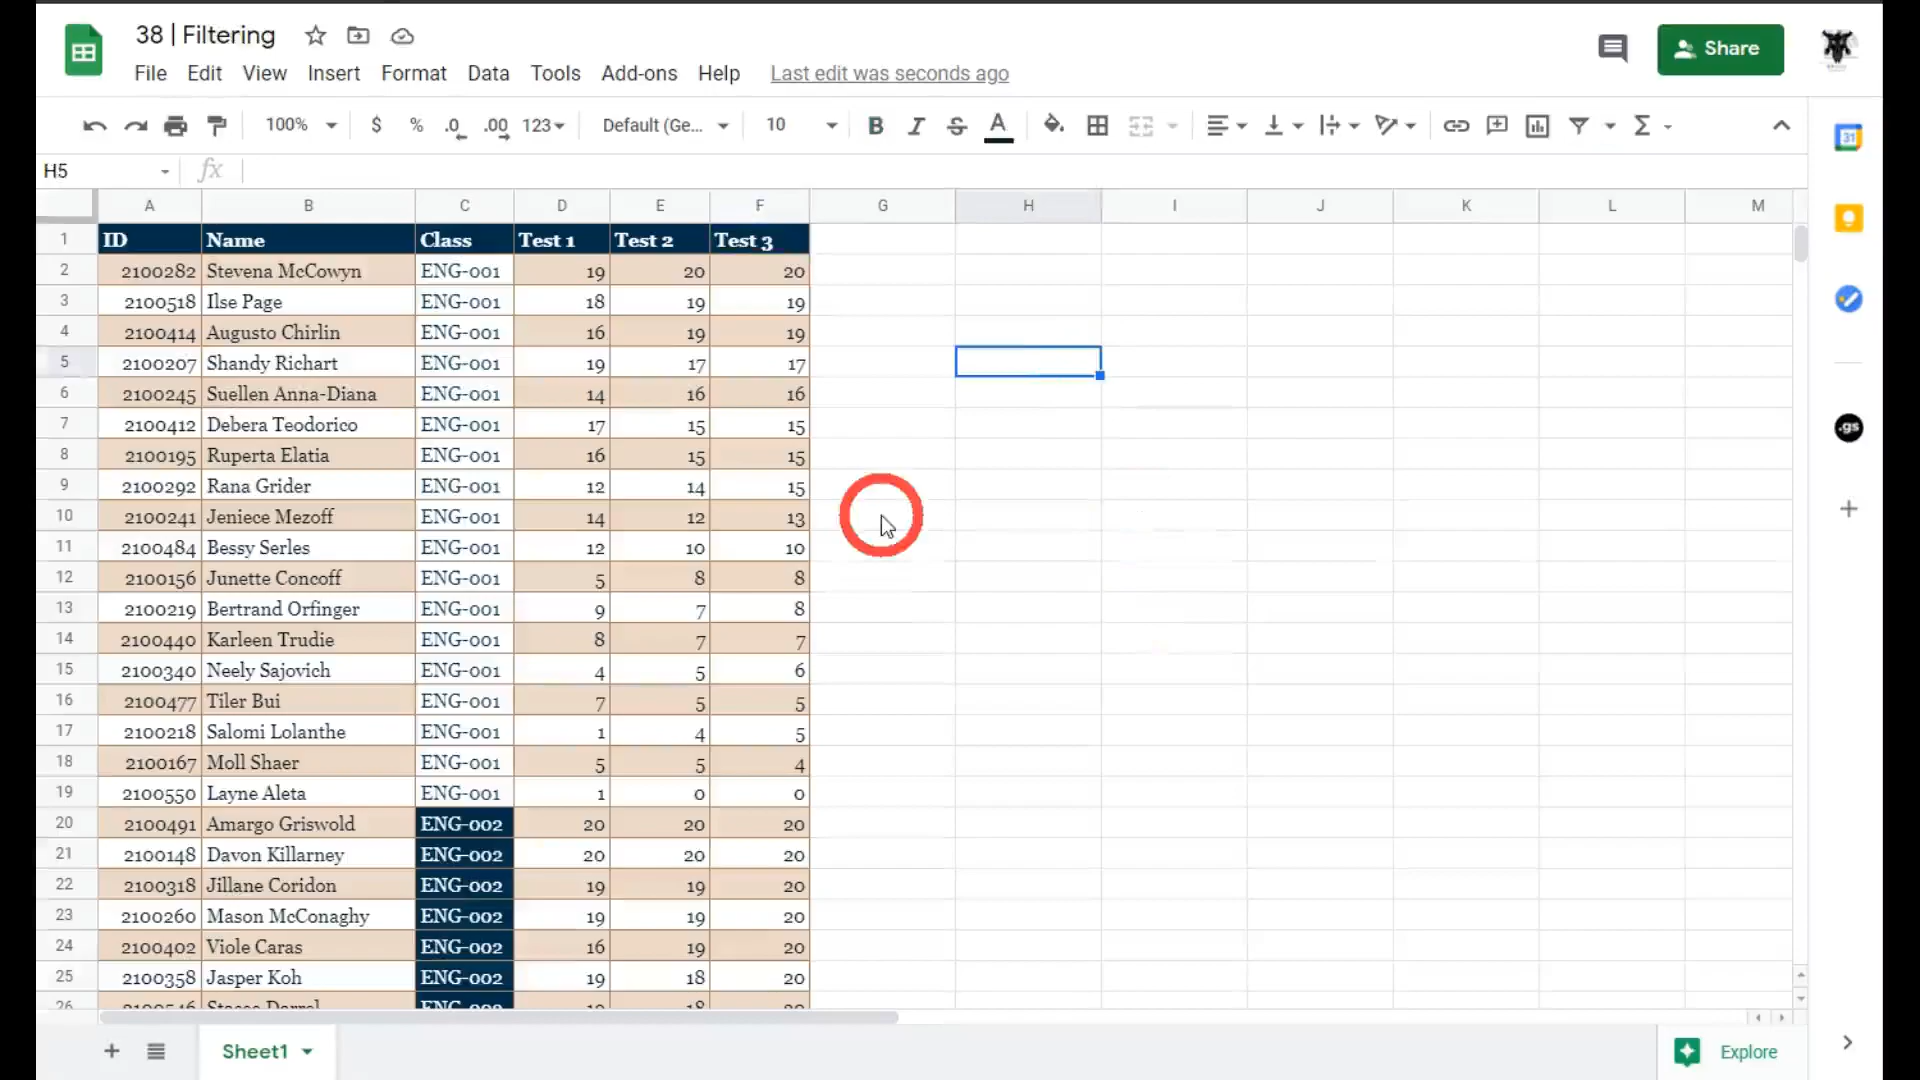 38 | Filtering
File Edit View Insert Format Data Tools Add-ons Help Last edit was seconds ago
Share
100% $ % .0 .00 123 Default (Ge... 10 B I S A Σ
31
H5 fx
A B C D E F G H I J K L M
1 ID Name Class Test 1 Test 2 Test 3
2 2100282 Stevena McCowyn ENG-001 19 20 20
3 2100518 Ilse Page ENG-001 18 19 19
4 2100414 Augusto Chirlin ENG-001 16 19 19
5 2100207 Shandy Richart ENG-001 19 17 17
6 2100245 Suellen Anna-Diana ENG-001 14 16 16
7 2100412 Debera Teodorico ENG-001 17 15 15
.gs
8 2100195 Ruperta Elatia ENG-001 16 15 15
9 2100292 Rana Grider ENG-001 12 14 15
10 2100241 Jeniece Mezoff ENG-001 14 12 13
11 2100484 Bessy Serles ENG-001 12 10 10
12 2100156 Junette Concoff ENG-001 5 8 8
13 2100219 Bertrand Orfinger ENG-001 9 7 8
14 2100440 Karleen Trudie ENG-001 8 7 7
15 2100340 Neely Sajovich ENG-001 4 5 6
16 2100477 Tiler Bui ENG-001 7 5 5
17 2100218 Salomi Lolanthe ENG-001 1 4 5
18 2100167 Moll Shaer ENG-001 5 5 4
19 2100550 Layne Aleta ENG-001 1 0 0
20 2100491 Amargo Griswold ENG-002 20 20 20
21 2100148 Davon Killarney ENG-002 20 20 20
22 2100318 Jillane Coridon ENG-002 19 19 20
23 2100260 Mason McConaghy ENG-002 19 19 20
24 2100402 Viole Caras ENG-002 16 19 20
25 2100358 Jasper Koh ENG-002 19 18 20
26
Sheet1
Explore